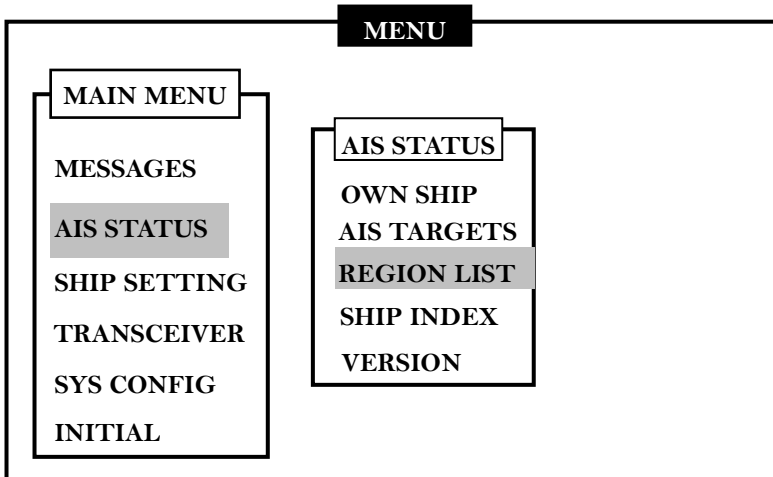 MENU
MAIN MENU
MESSAGES
AIS STATUS
SHIP SETTING
TRANSCEIVER
SYS CONFIG
INITIAL
AIS STATUS
OWN SHIP
AIS TARGETS
REGION LIST
SHIP INDEX
VERSION